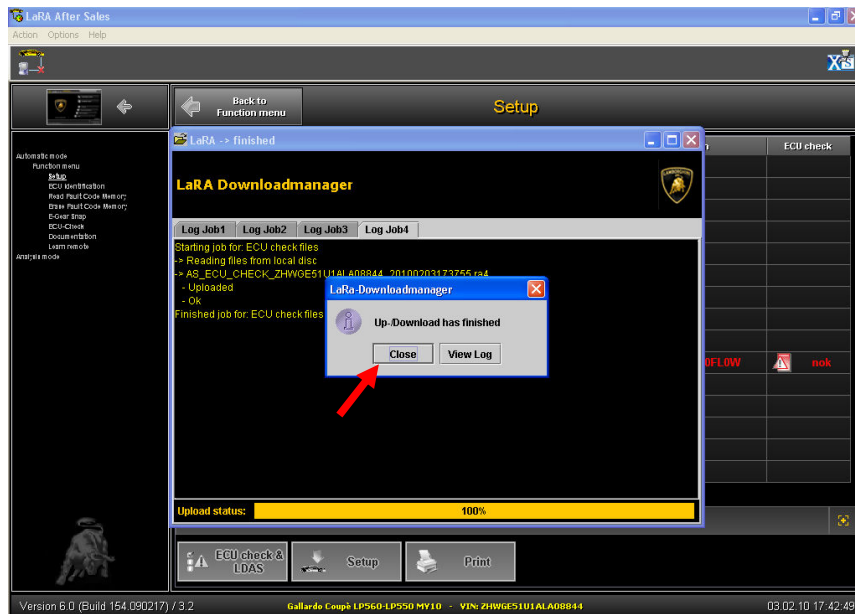 LaRA After Sales
Action Options Help
Back to
Function menu
Setup
LaRA -> finished
ECU check
Automatic mode
Function menu
Setup
ECU identification
Read Fault Code Memory
Erase Fault Code Memory
E-Gear Snap
ECU-Check
Documentation
Learn remote
Analysis mode
LaRA Downloadmanager
Log Job1 Log Job2 Log Job3 Log Job4
Starting job for: ECU check files
-> Reading files from local disc
-> AS_ECU_CHECK_ZHWGE51U1ALA08844_20100203173755.ra4
- Uploaded
- Ok
Finished job for: ECU check files
LaRa-Downloadmanager
Up-/Download has finished
Close View Log
0FL0W nok
Upload status: 100%
ECU check &
LDAS
Setup
Print
Version 6.0 (Build 154.090217) / 3.2 Gallardo Coupè LP560-LP550 MY10 - VIN: ZHWGE51U1ALA08844 03.02.10 17:42:49